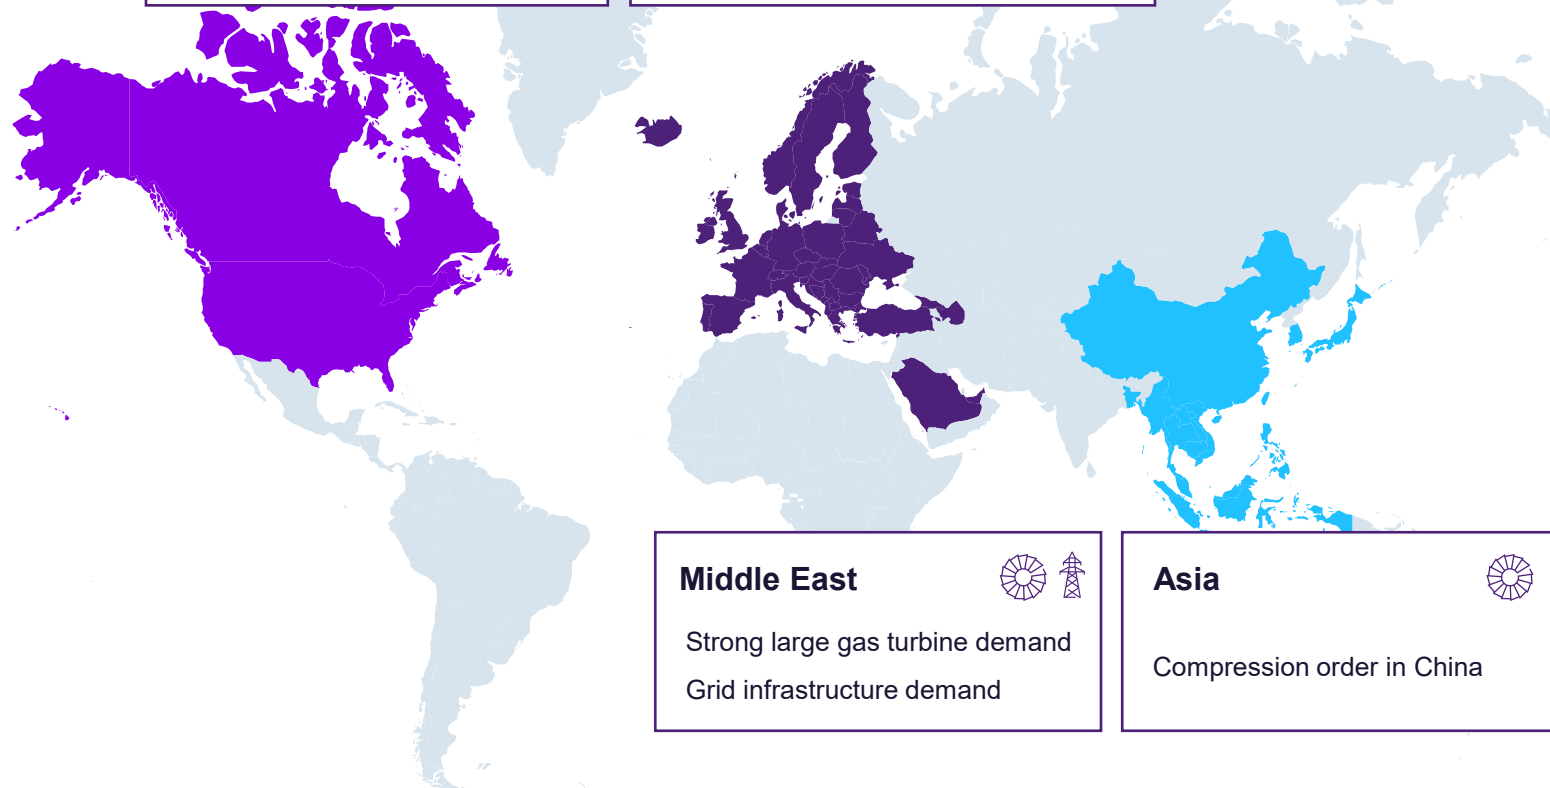 Middle East
Strong large gas turbine demand
Grid infrastructure demand
Asia
Compression order in China